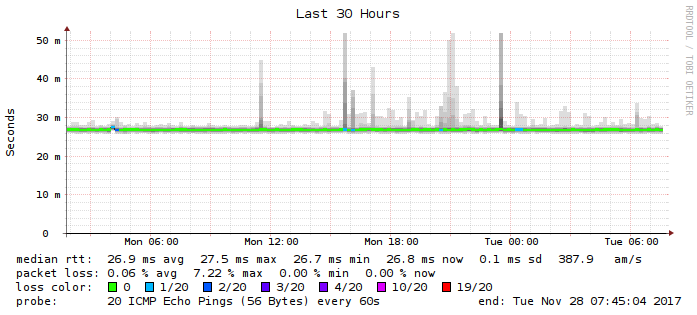 Last 30 Hours
RRDTOOL / TOBI OETIKER
Seconds
50 m
40 m
30 m
20 m
10 m
0
Mon 06:00 Mon 12:00 Mon 18:00 Tue 00:00 Tue 06:00
median rtt: 26.9 ms avg 27.5 ms max 26.7 ms min 26.8 ms now 0.1 ms sd 387.9 am/s
packet loss: 0.06 % avg 7.22 % max 0.00 % min 0.00 % now
loss color: 0 1/20 2/20 3/20 4/20 10/20 19/20
probe: 20 ICMP Echo Pings (56 Bytes) every 60s end: Tue Nov 28 07:45:04 2017